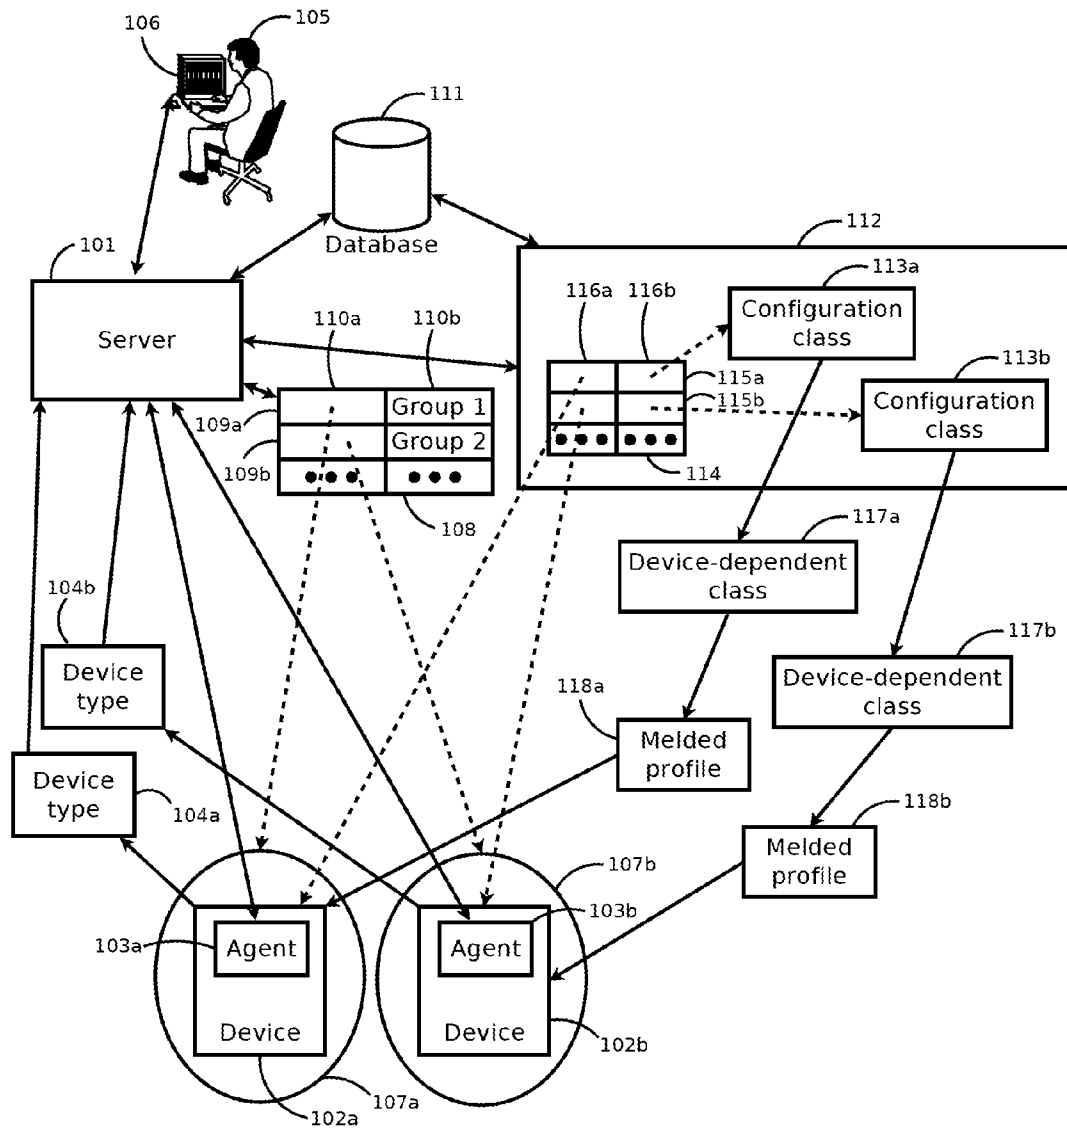 106
105
111
Database
101
Server
112
113a
116a
116b
Configuration
class
113b
110a
110b
115a
115b
Configuration
class
Group 1
109a
Group 2
109b
114
108
117a
Device-dependent
class
104b
Device
type
117b
Device-dependent
class
118a
Melded
profile
Device
type
104a
118b
Melded
profile
107b
103b
103a
Agent
Agent
Device
Device
102b
107a
102a